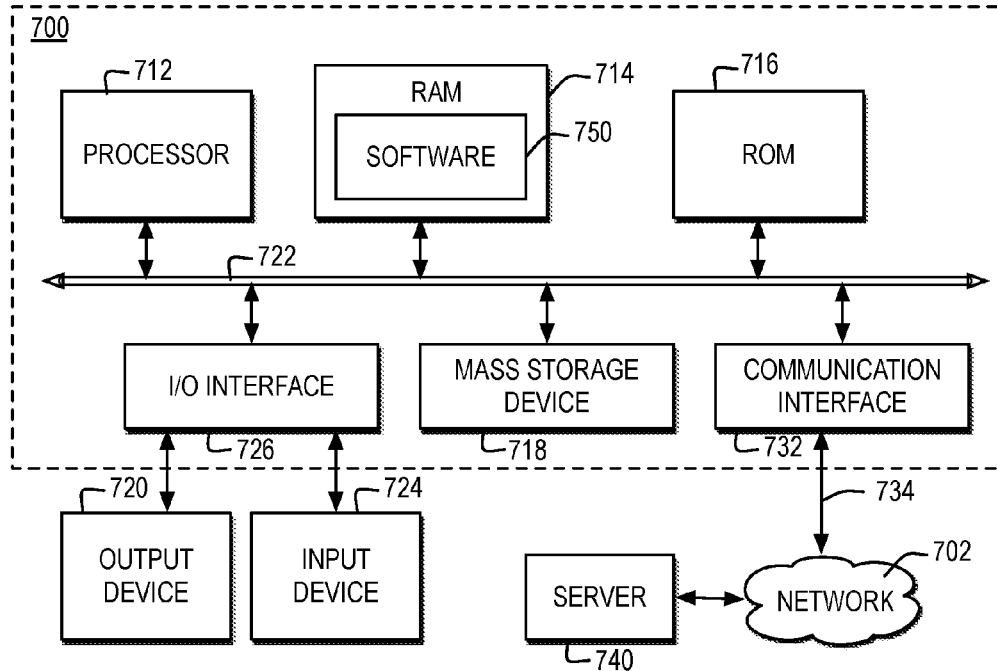 700
712
PROCESSOR
RAM
714
SOFTWARE
750
716
ROM
722
I/O INTERFACE
726
MASS STORAGE
DEVICE
718
COMMUNICATION
INTERFACE
732
720
OUTPUT
DEVICE
724
INPUT
DEVICE
734
SERVER
740
702
NETWORK